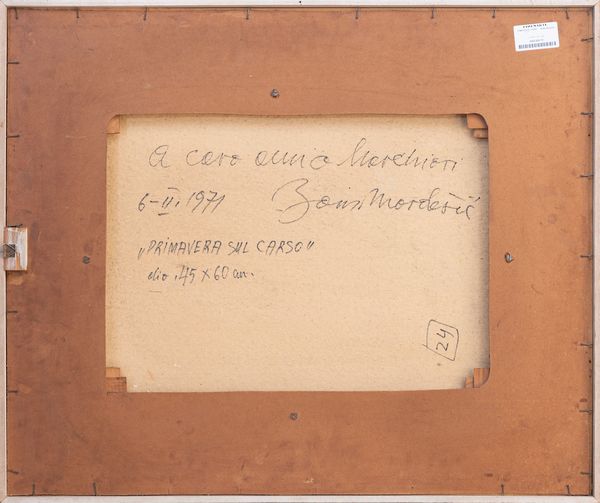 A caro amico Marchiori
6-II. 1971 Boris Mardešić
„PRIMAVERA SUL CARSO"
olio .45 x 60 cm.
24